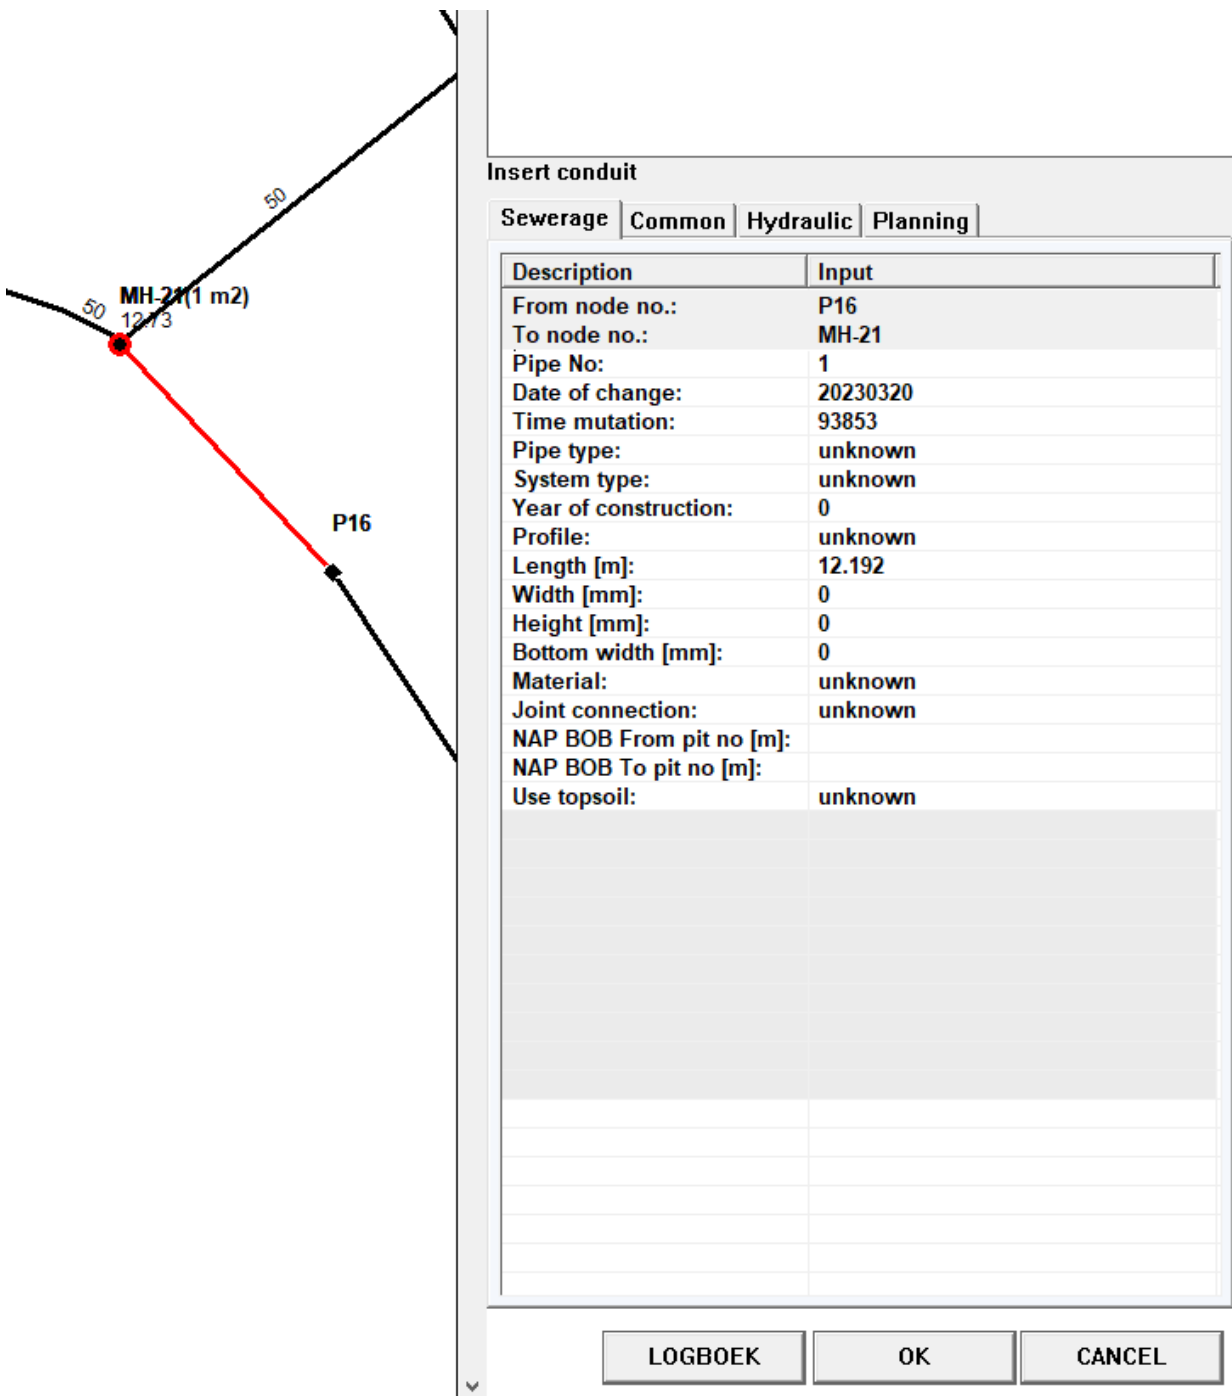 50
MH-21(1 m2)
50
12.73
P16
Insert conduit
Sewerage Common Hydraulic Planning
Description Input
From node no.: P16
To node no.: MH-21
Pipe No: 1
Date of change: 20230320
Time mutation: 93853
Pipe type: unknown
System type: unknown
Year of construction: 0
Profile: unknown
Length [m]: 12.192
Width [mm]: 0
Height [mm]: 0
Bottom width [mm]: 0
Material: unknown
Joint connection: unknown
NAP BOB From pit no [m]:
NAP BOB To pit no [m]:
Use topsoil: unknown
LOGBOEK OK CANCEL